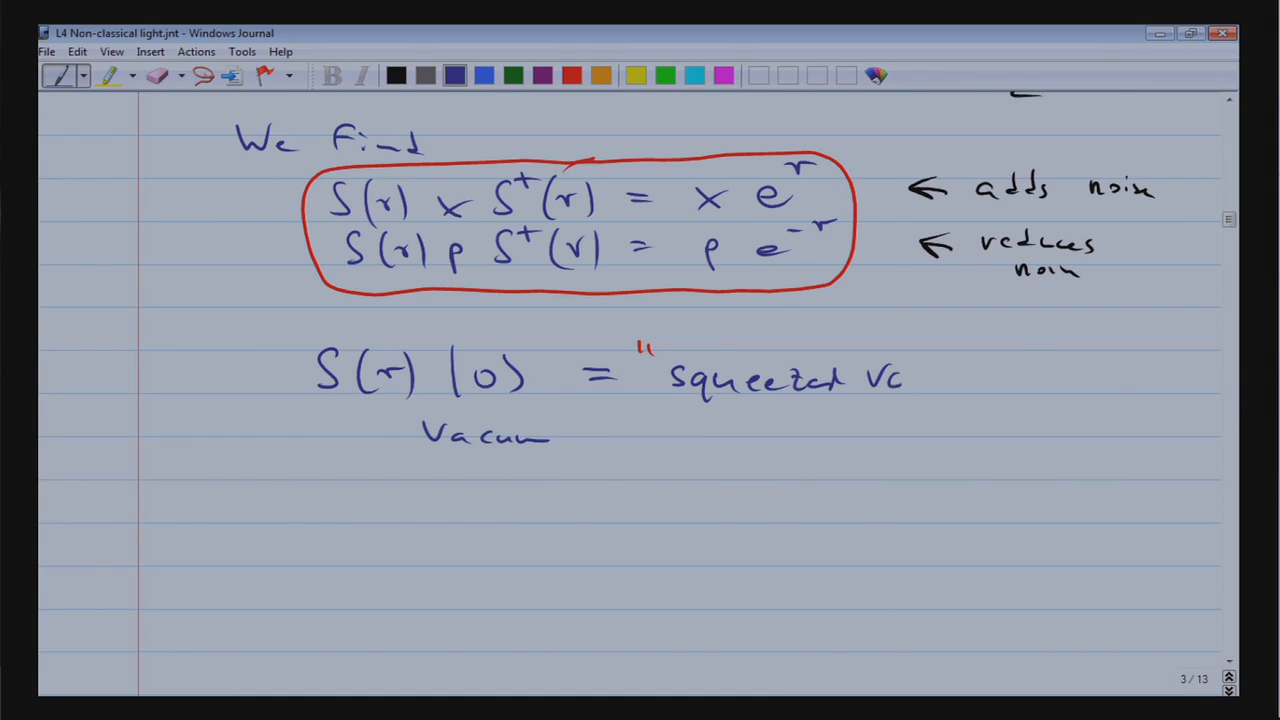 L4 Non-classical light.jnt - Windows Journal
File Edit View Insert Actions Tools Help
B I
We Find
S(r) x S†(r) = x e^r ← adds noise
S(r) p S†(r) = p e^-r ← reduces
noise
S(r) |0⟩ = "squeezed va
Vacuum
3 / 13